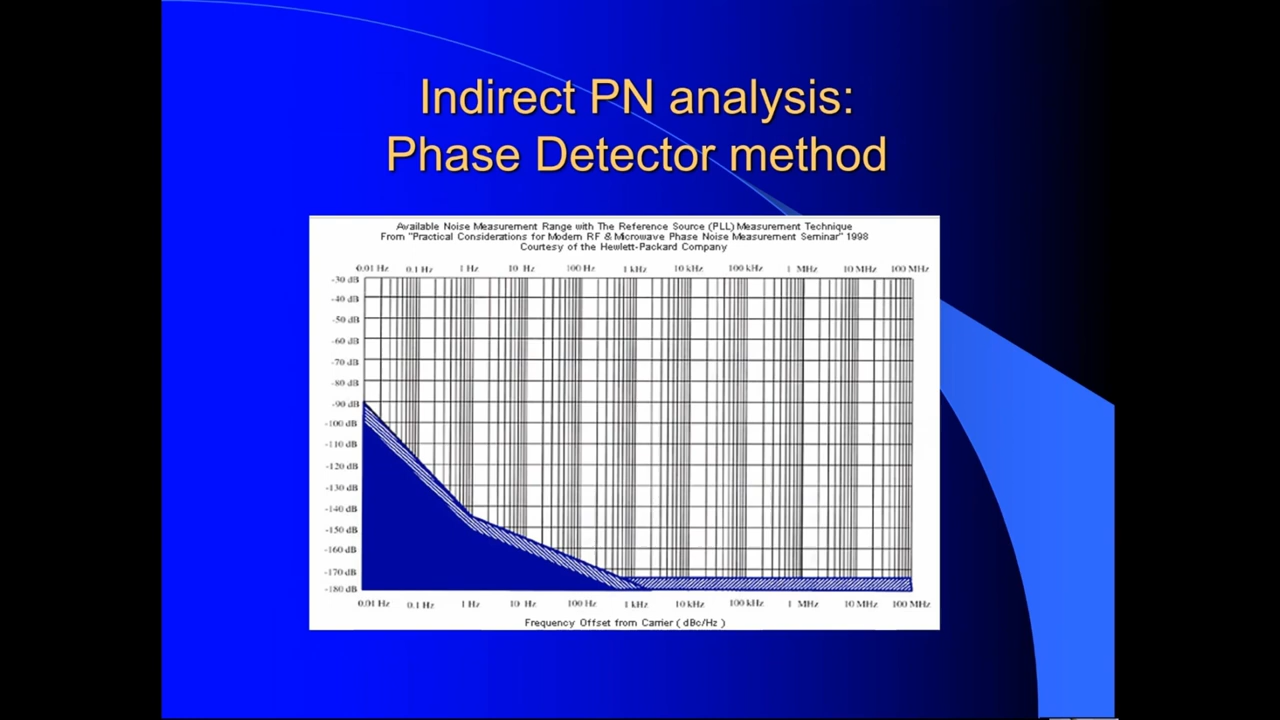 Indirect PN analysis:
Phase Detector method
Available Noise Measurement Range with The Reference Source (PLL) Measurement Technique
From "Practical Considerations for Modern RF & Microwave Phase Noise Measurement Seminar" 1998
Courtesy of the Hewlett-Packard Company
0.01 Hz 0.1 Hz 1 Hz 10 Hz 100 Hz 1 kHz 10 kHz 100 kHz 1 MHz 10 MHz 100 MHz
-30 dB
-40 dB
-50 dB
-60 dB
-70 dB
-80 dB
-90 dB
-100 dB
-110 dB
-120 dB
-130 dB
-140 dB
-150 dB
-160 dB
-170 dB
-180 dB
0.01 Hz 0.1 Hz 1 Hz 10 Hz 100 Hz 1 kHz 10 kHz 100 kHz 1 MHz 10 MHz 100 MHz
Frequency Offset from Carrier ( dBc/Hz )